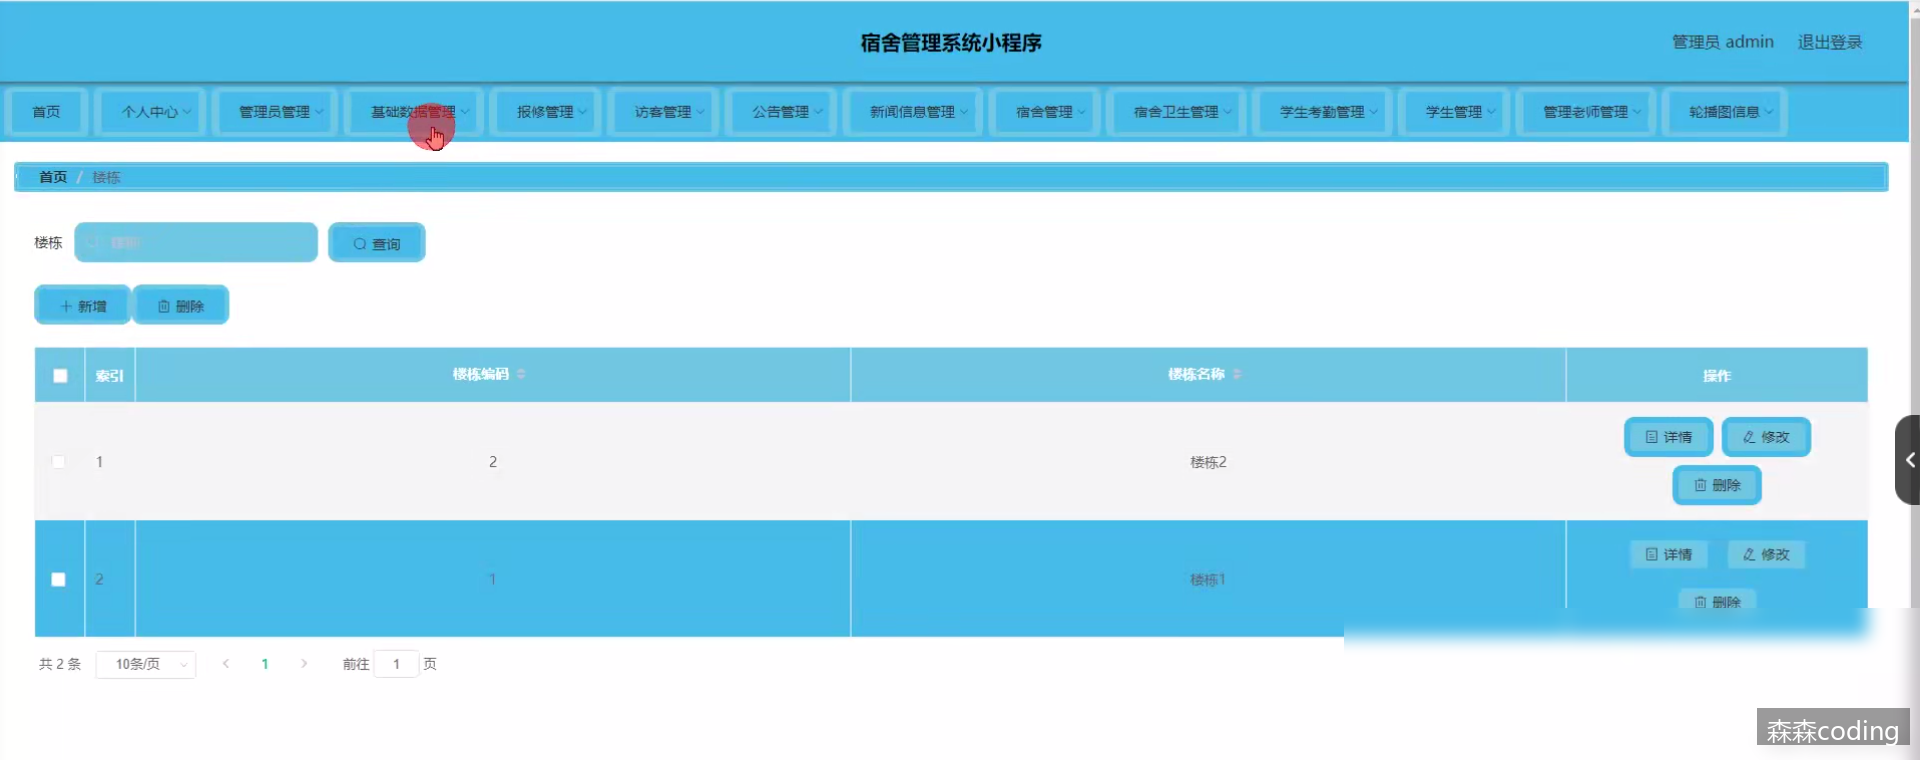 宿舍管理系统小程序
管理员 admin 退出登录
首页 个人中心 管理员管理 基础数据管理 报修管理 访客管理 公告管理 新闻信息管理 宿舍管理 宿舍卫生管理 学生考勤管理 学生管理 管理老师管理 轮播图信息
首页 / 楼栋
楼栋 楼栋 查询
新增 删除
索引 楼栋编码 楼栋名称 操作
详情 修改
1 2 楼栋2
删除
详情 修改
2 1 楼栋1
删除
共 2 条 10条/页 1 前往 1 页
森森coding